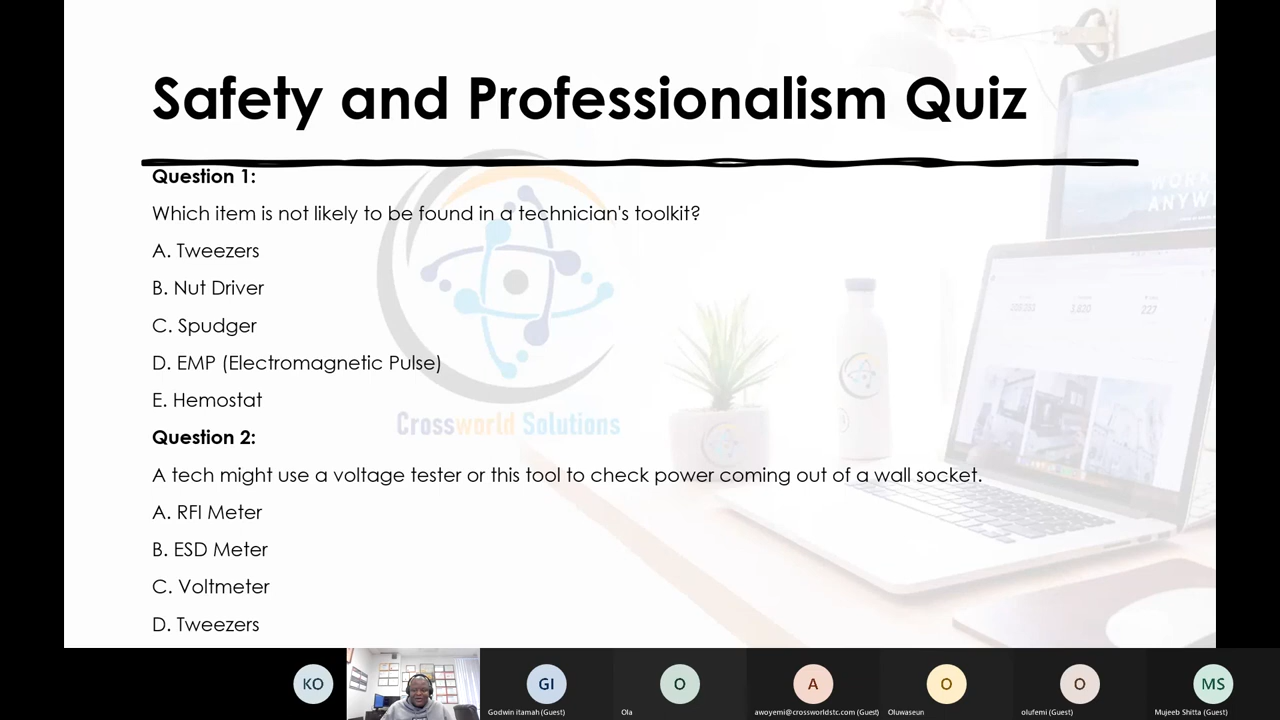 Safety and Professionalism Quiz
Question 1:
Which item is not likely to be found in a technician's toolkit?
A. Tweezers
B. Nut Driver
C. Spudger
D. EMP (Electromagnetic Pulse)
E. Hemostat
Crossworld Solutions
Question 2:
A tech might use a voltage tester or this tool to check power coming out of a wall socket.
A. RFI Meter
B. ESD Meter
C. Voltmeter
D. Tweezers
KO
GI
O
A
O
O
MS
Godwin itamah (Guest)
Ola
awoyemi@crossworldstc.com (Guest)
Oluwaseun
olufemi (Guest)
Mujeeb Shitta (Guest)